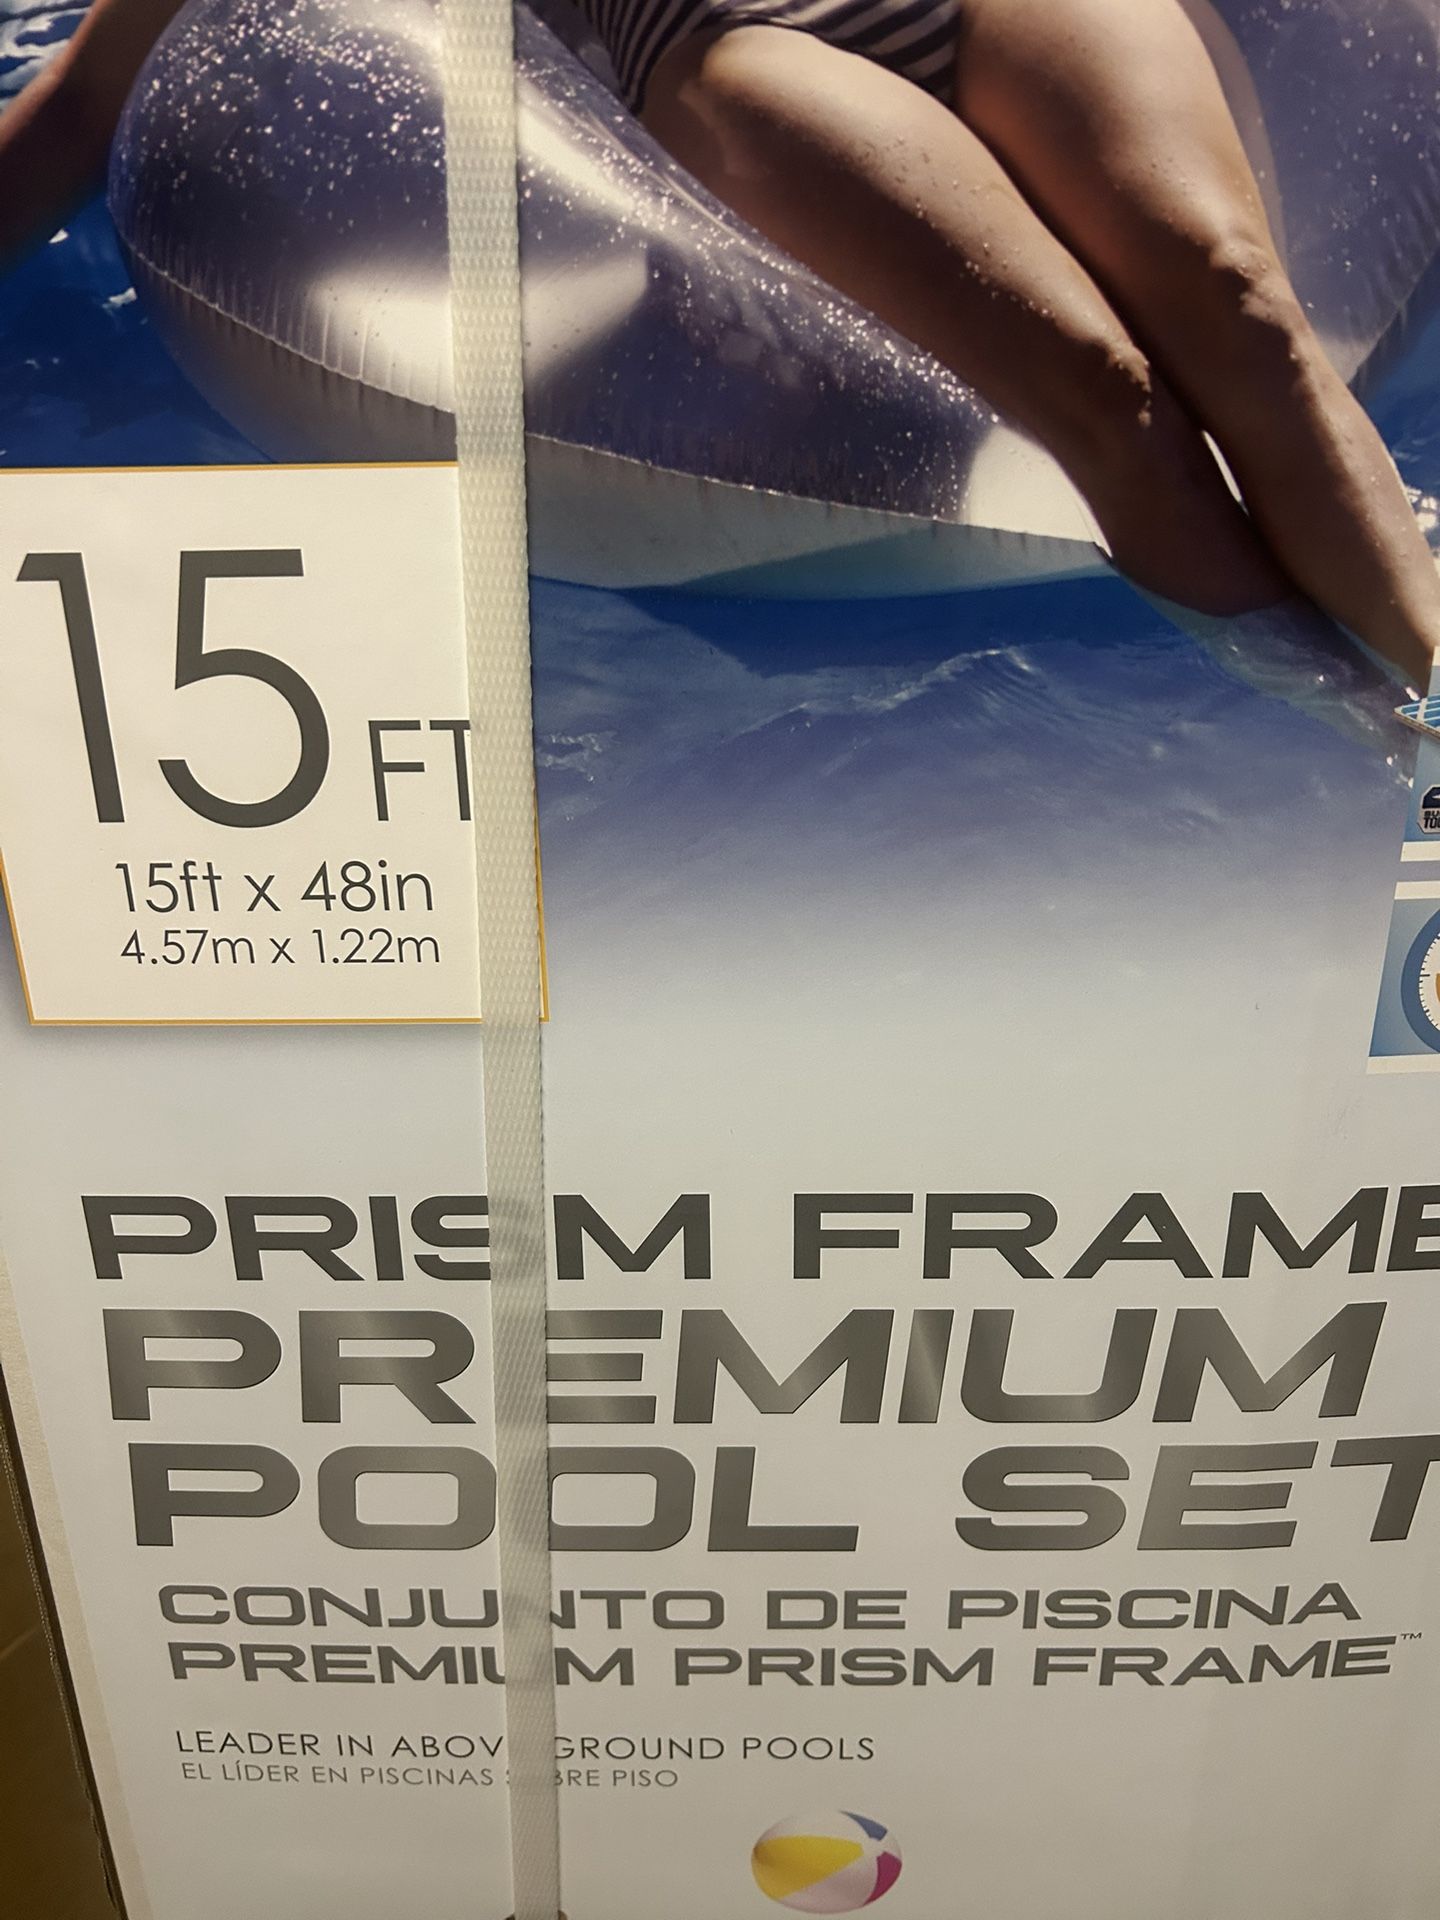 15 FT
15ft x 48in
4.57m x 1.22m
PRISM FRAME
PREMIUM
POOL SET
CONJUNTO DE PISCINA
PREMIUM PRISM FRAME™
LEADER IN ABOVE GROUND POOLS
EL LÍDER EN PISCINAS SOBRE PISO